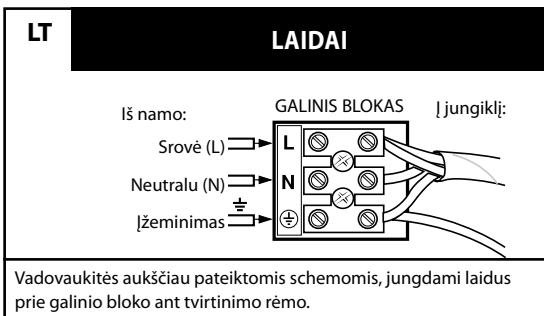 LT
LAIDAI
Iš namo:
GALINIS BLOKAS
Į jungiklį:
Srovė (L)
L
Neutralu (N)
N
Įžeminimas
Vadovaukitės aukščiau pateiktomis schemomis, jungdami laidus
prie galinio bloko ant tvirtinimo rėmo.